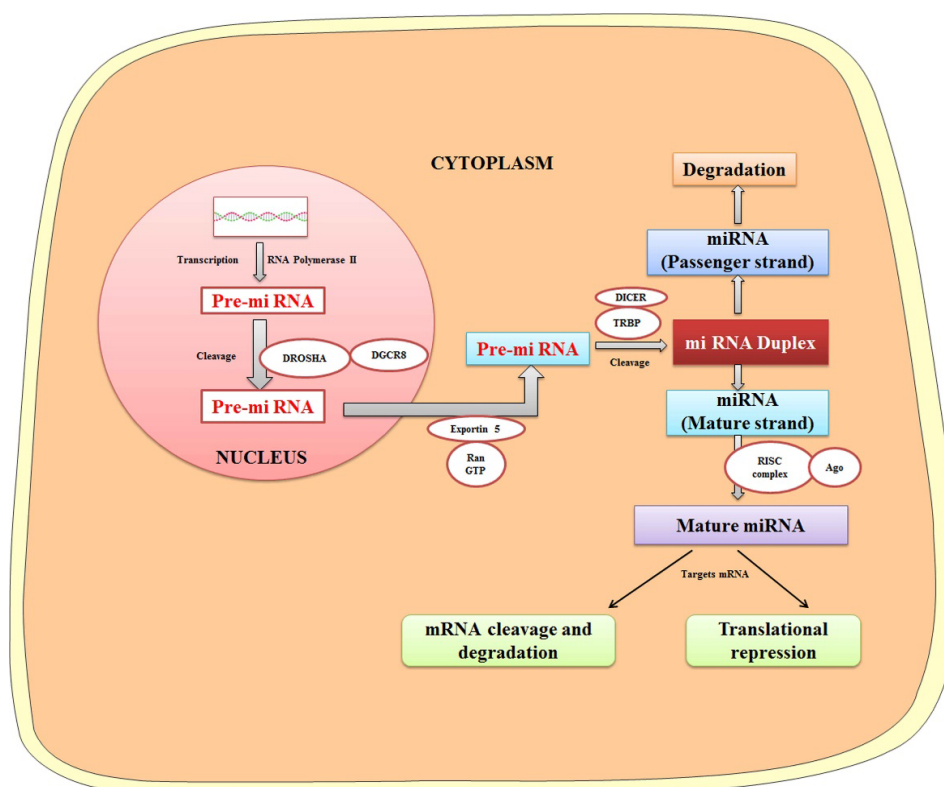 CYTOPLASM
Transcription
RNA Polymerase II
Pre-mi RNA
Cleavage
DROSHA
DGCR8
Pre-mi RNA
NUCLEUS
Exportin 5
Ran
GTP
Pre-mi RNA
DICER
TRBP
Cleavage
Degradation
miRNA
(Passenger strand)
mi RNA Duplex
miRNA
(Mature strand)
RISC
complex
Ago
Mature miRNA
Targets mRNA
mRNA cleavage and
degradation
Translational
repression